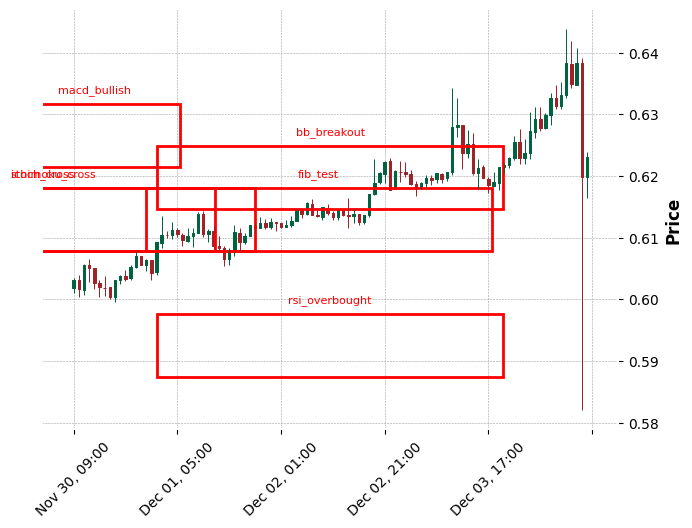 macd_bullish
bb_breakout
fib_test
rsi_overbought
0.64
0.63
0.62
0.61
0.60
0.59
0.58
Price
Nov 30, 09:00
Dec 01, 05:00
Dec 02, 01:00
Dec 02, 21:00
Dec 03, 17:00